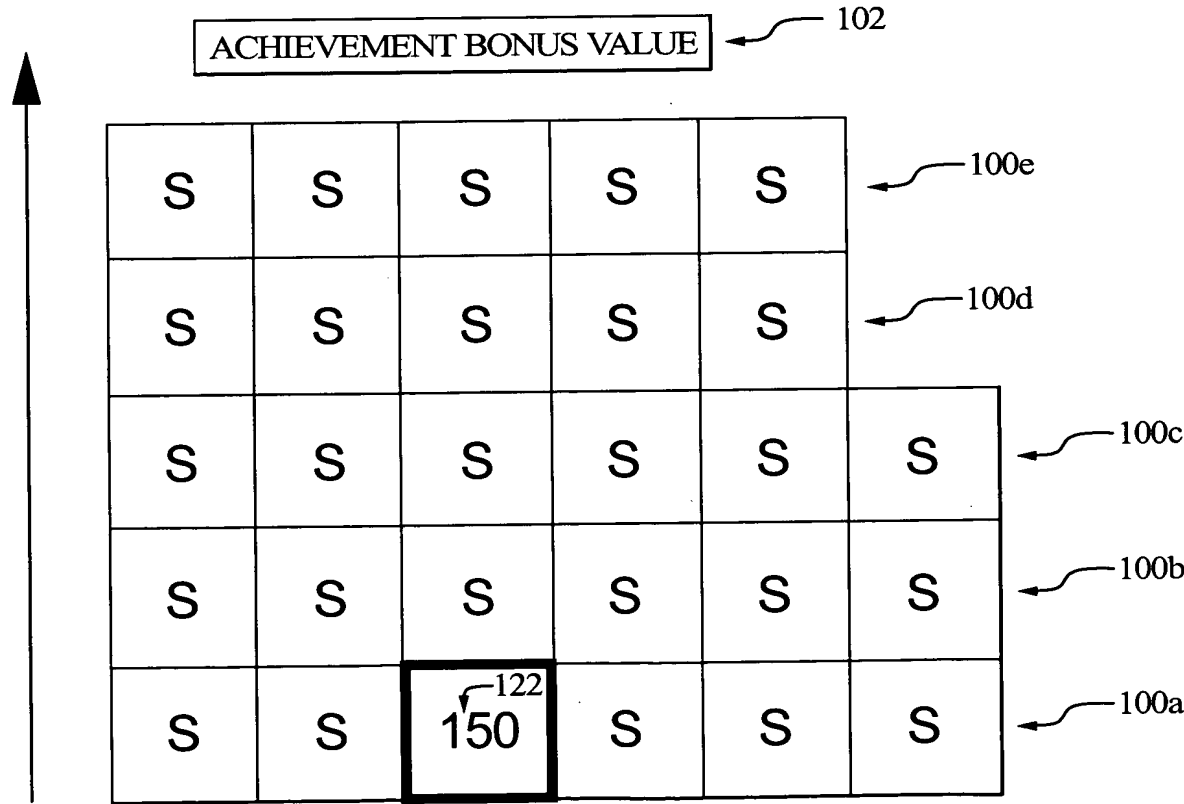 102
ACHIEVEMENT BONUS VALUE
S S S S S 100e
S S S S S 100d
S S S S S S 100c
S S S S S S 100b
122
S S 150 S S S 100a